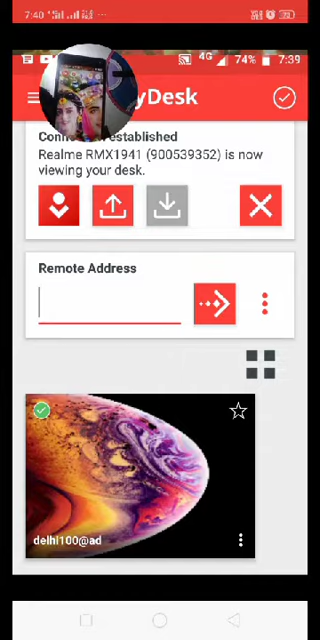 7:40
4G 74% 7:39
yDesk
Connection established
Realme RMX1941 (900539352) is now
viewing your desk.
Remote Address
delhi100@ad